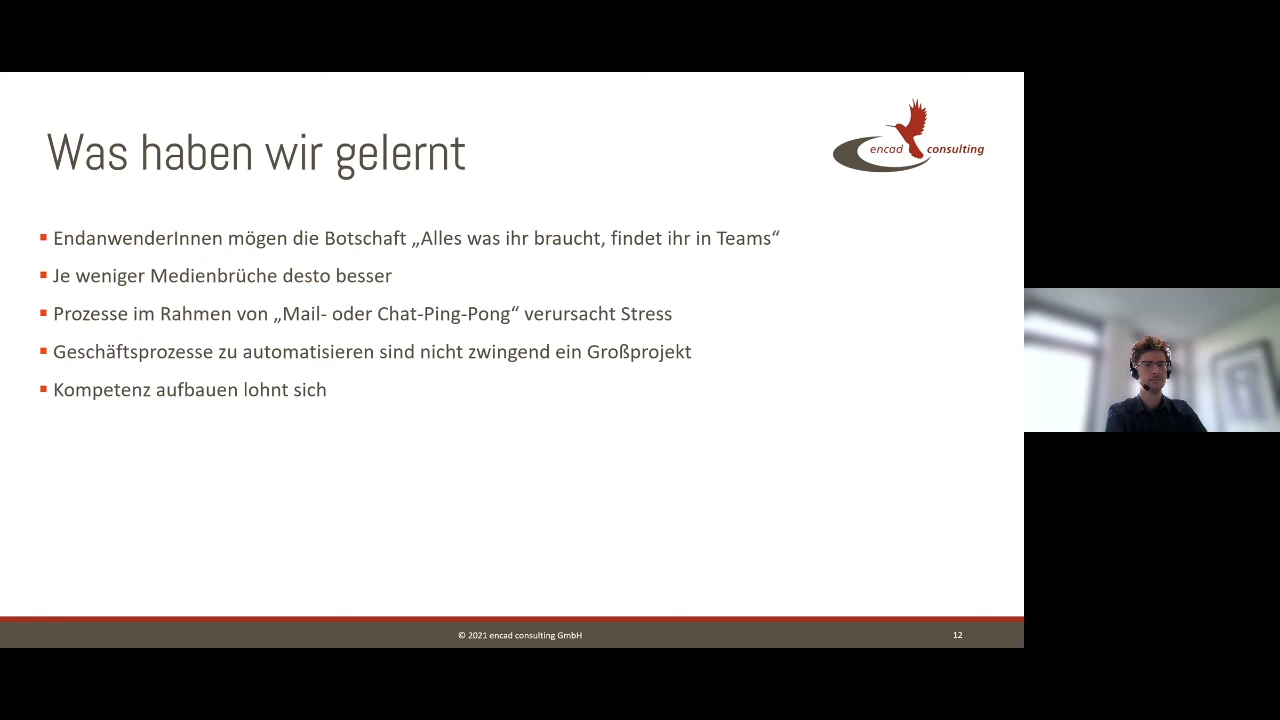 Was haben wir gelernt
encad consulting
▪ EndanwenderInnen mögen die Botschaft „Alles was ihr braucht, findet ihr in Teams“
▪ Je weniger Medienbrüche desto besser
▪ Prozesse im Rahmen von „Mail- oder Chat-Ping-Pong“ verursacht Stress
▪ Geschäftsprozesse zu automatisieren sind nicht zwingend ein Großprojekt
▪ Kompetenz aufbauen lohnt sich
© 2021 encad consulting GmbH
12